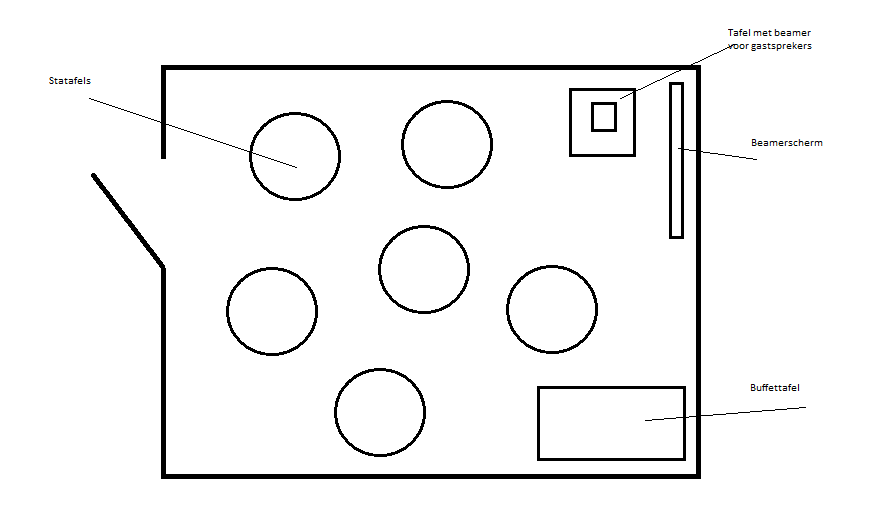 Tafel met beamer
voor gastsprekers
Statafels
Beamerscherm
Buffettafel